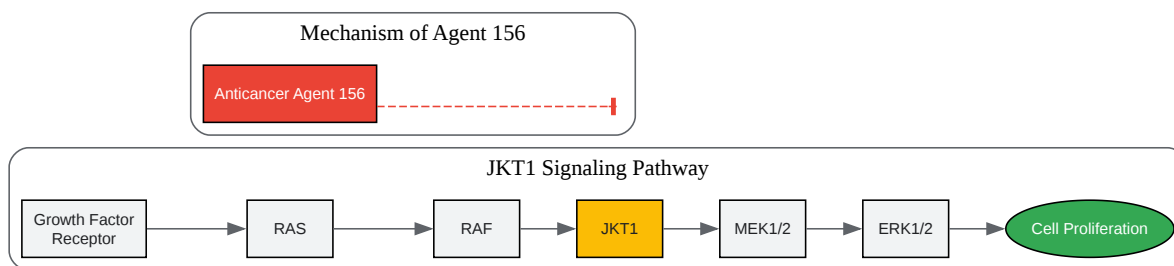 Mechanism of Agent 156
Anticancer Agent 156
JKT1 Signaling Pathway
Growth Factor
Receptor
RAS
RAF
JKT1
MEK1/2
ERK1/2
Cell Proliferation